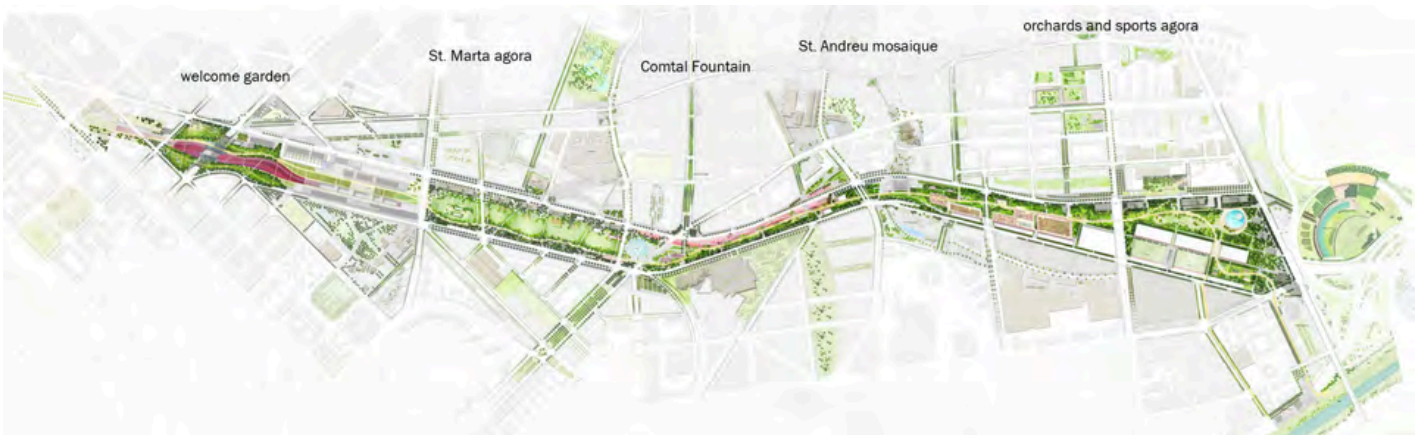 welcome garden
St. Marta agora
Comtal Fountain
St. Andreu mosaique
orchards and sports agora